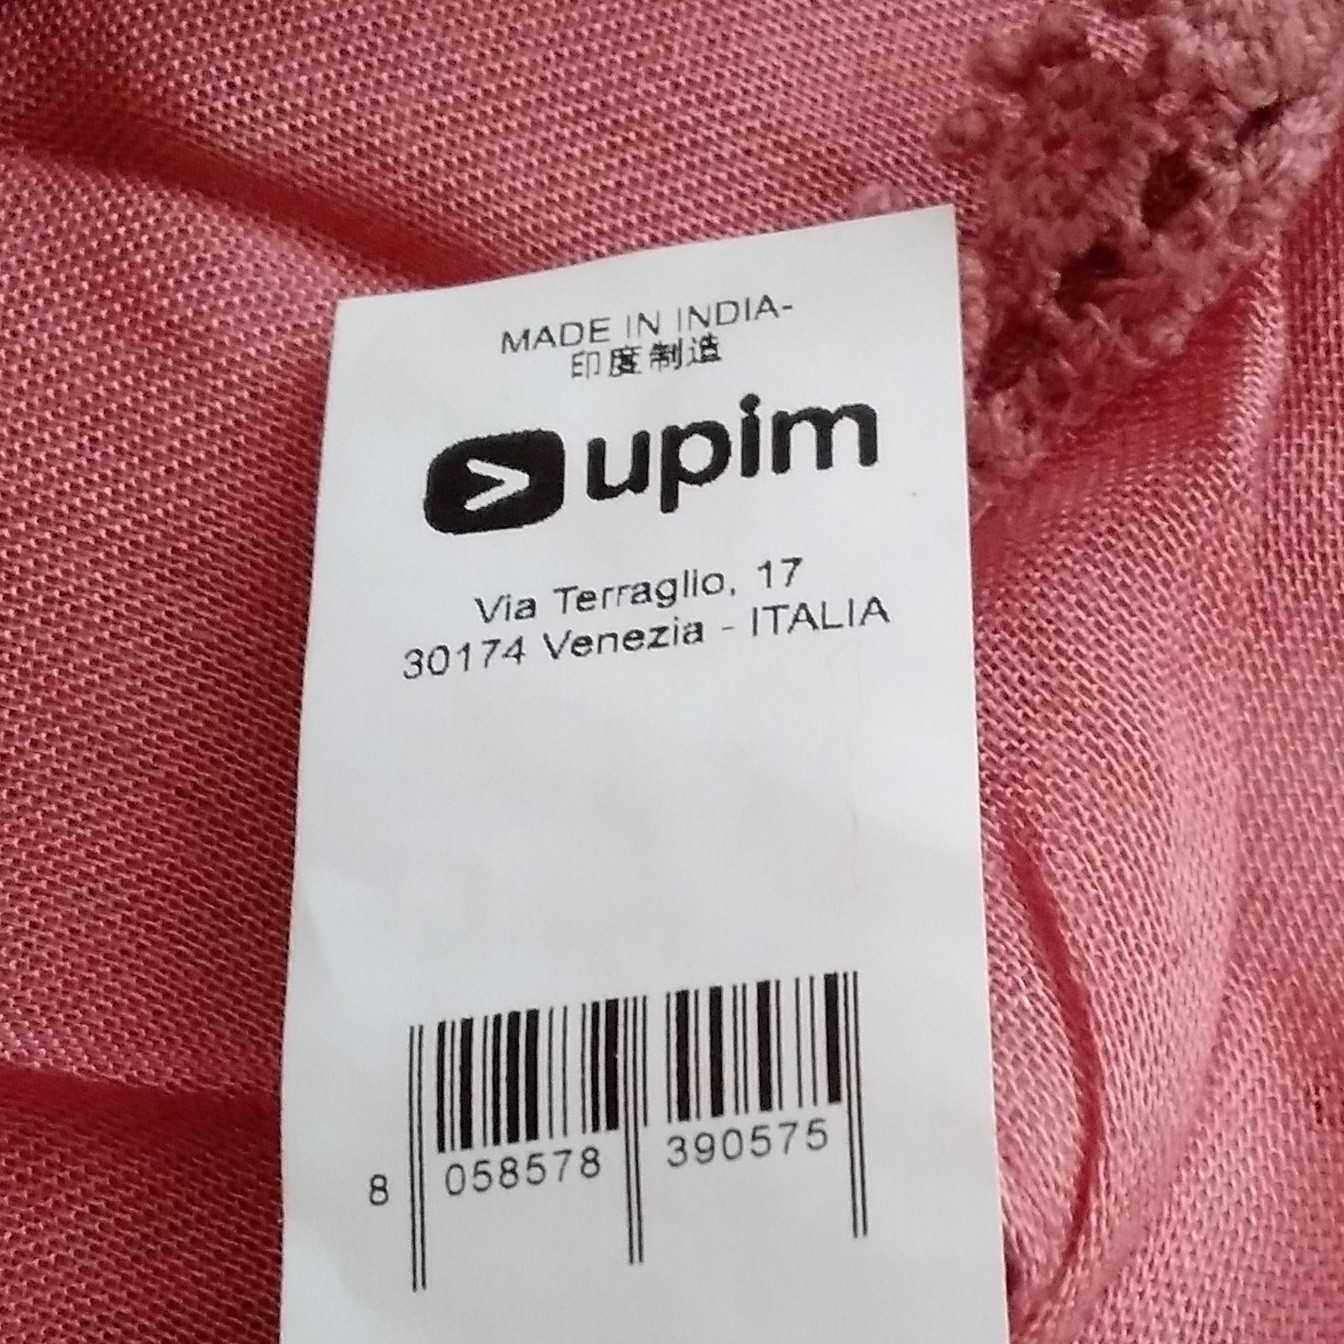 MADE IN INDIA-
印度制造
upim
Via Terraglio, 17
30174 Venezia - ITALIA
8 058578 390575